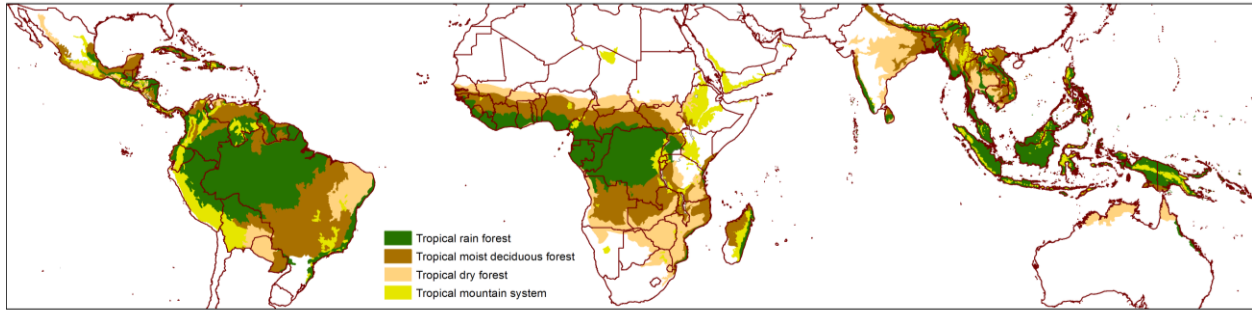 Tropical rain forest
Tropical moist deciduous forest
Tropical dry forest
Tropical mountain system